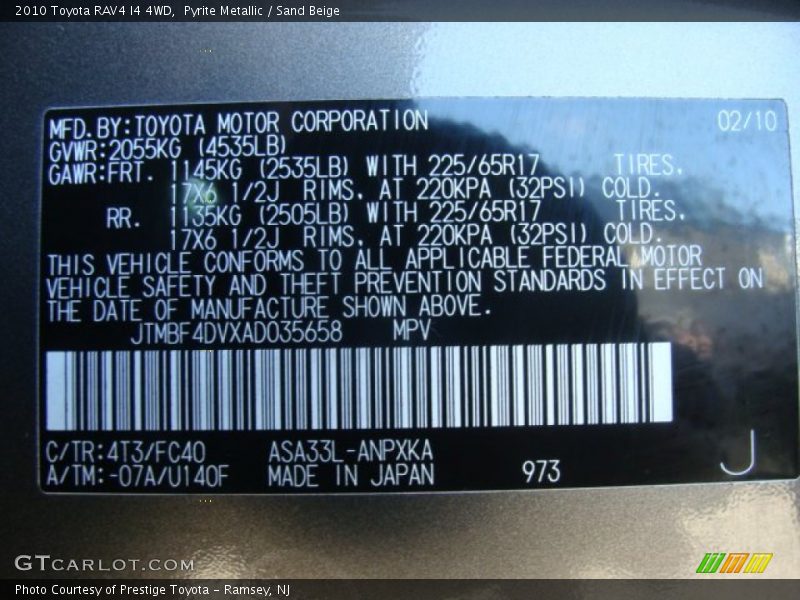 2010 Toyota RAV4 I4 4WD,  Pyrite Metallic / Sand Beige
MFD.BY:TOYOTA MOTOR CORPORATION 02/10
GVWR:2055KG (4535LB)
GAWR:FRT. 1145KG (2535LB) WITH 225/65R17 TIRES,
17X6 1/2J RIMS, AT 220KPA (32PSI) COLD.
RR. 1135KG (2505LB) WITH 225/65R17 TIRES,
17X6 1/2J RIMS, AT 220KPA (32PSI) COLD.
THIS VEHICLE CONFORMS TO ALL APPLICABLE FEDERAL MOTOR
VEHICLE SAFETY AND THEFT PREVENTION STANDARDS IN EFFECT ON
THE DATE OF MANUFACTURE SHOWN ABOVE.
JTMBF4DVXAD035658 MPV
C/TR:4T3/FC40 ASA33L-ANPXKA
A/TM:-07A/U140F MADE IN JAPAN 973 J
GTCARLOT.COM
Photo Courtesy of Prestige Toyota - Ramsey, NJ